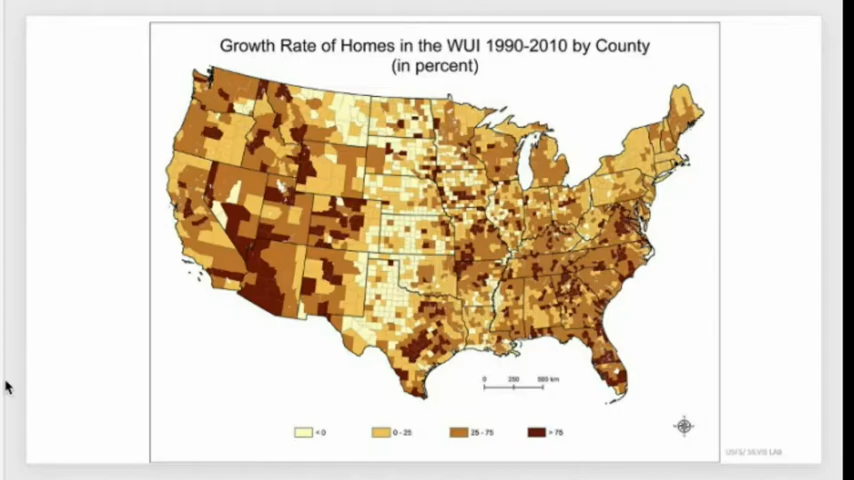 Growth Rate of Homes in the WUI 1990-2010 by County
(in percent)
0 250 500 km
< 0 0 - 25 25 - 75 > 75
USFS/ SILVIS LAB